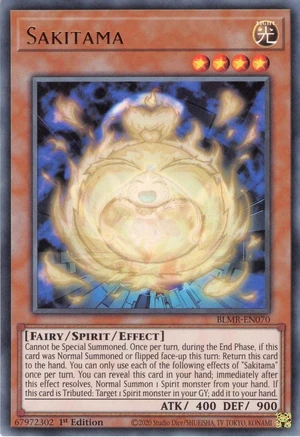 SAKITAMA
LIGHT
光
BLMR-EN070
[FAIRY/SPIRIT/EFFECT]
Cannot be Special Summoned. Once per turn, during the End Phase, if this
card was Normal Summoned or flipped face-up this turn: Return this card
to the hand. You can only use each of the following effects of "Sakitama"
once per turn. You can reveal this card in your hand; immediately after
this effect resolves, Normal Summon 1 Spirit monster from your hand. If
this card is Tributed: Target 1 Spirit monster in your GY; add it to your hand.
ATK/ 400 DEF/ 900
67972302 1st Edition ©2020 Studio Dice/SHUEISHA, TV TOKYO, KONAMI